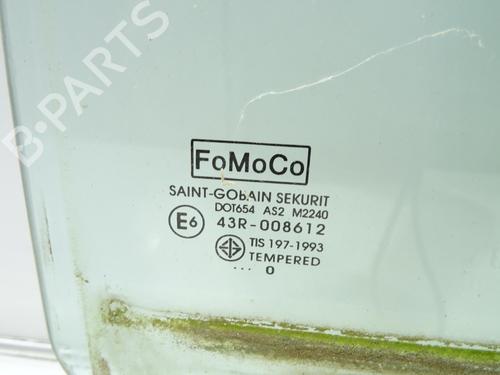 B-PARTS
FoMoCo
SAINT-GOBAIN SEKURIT
DOT654 AS2 M2240
E6 43R-008612
TIS 197-1993
TEMPERED
... 0